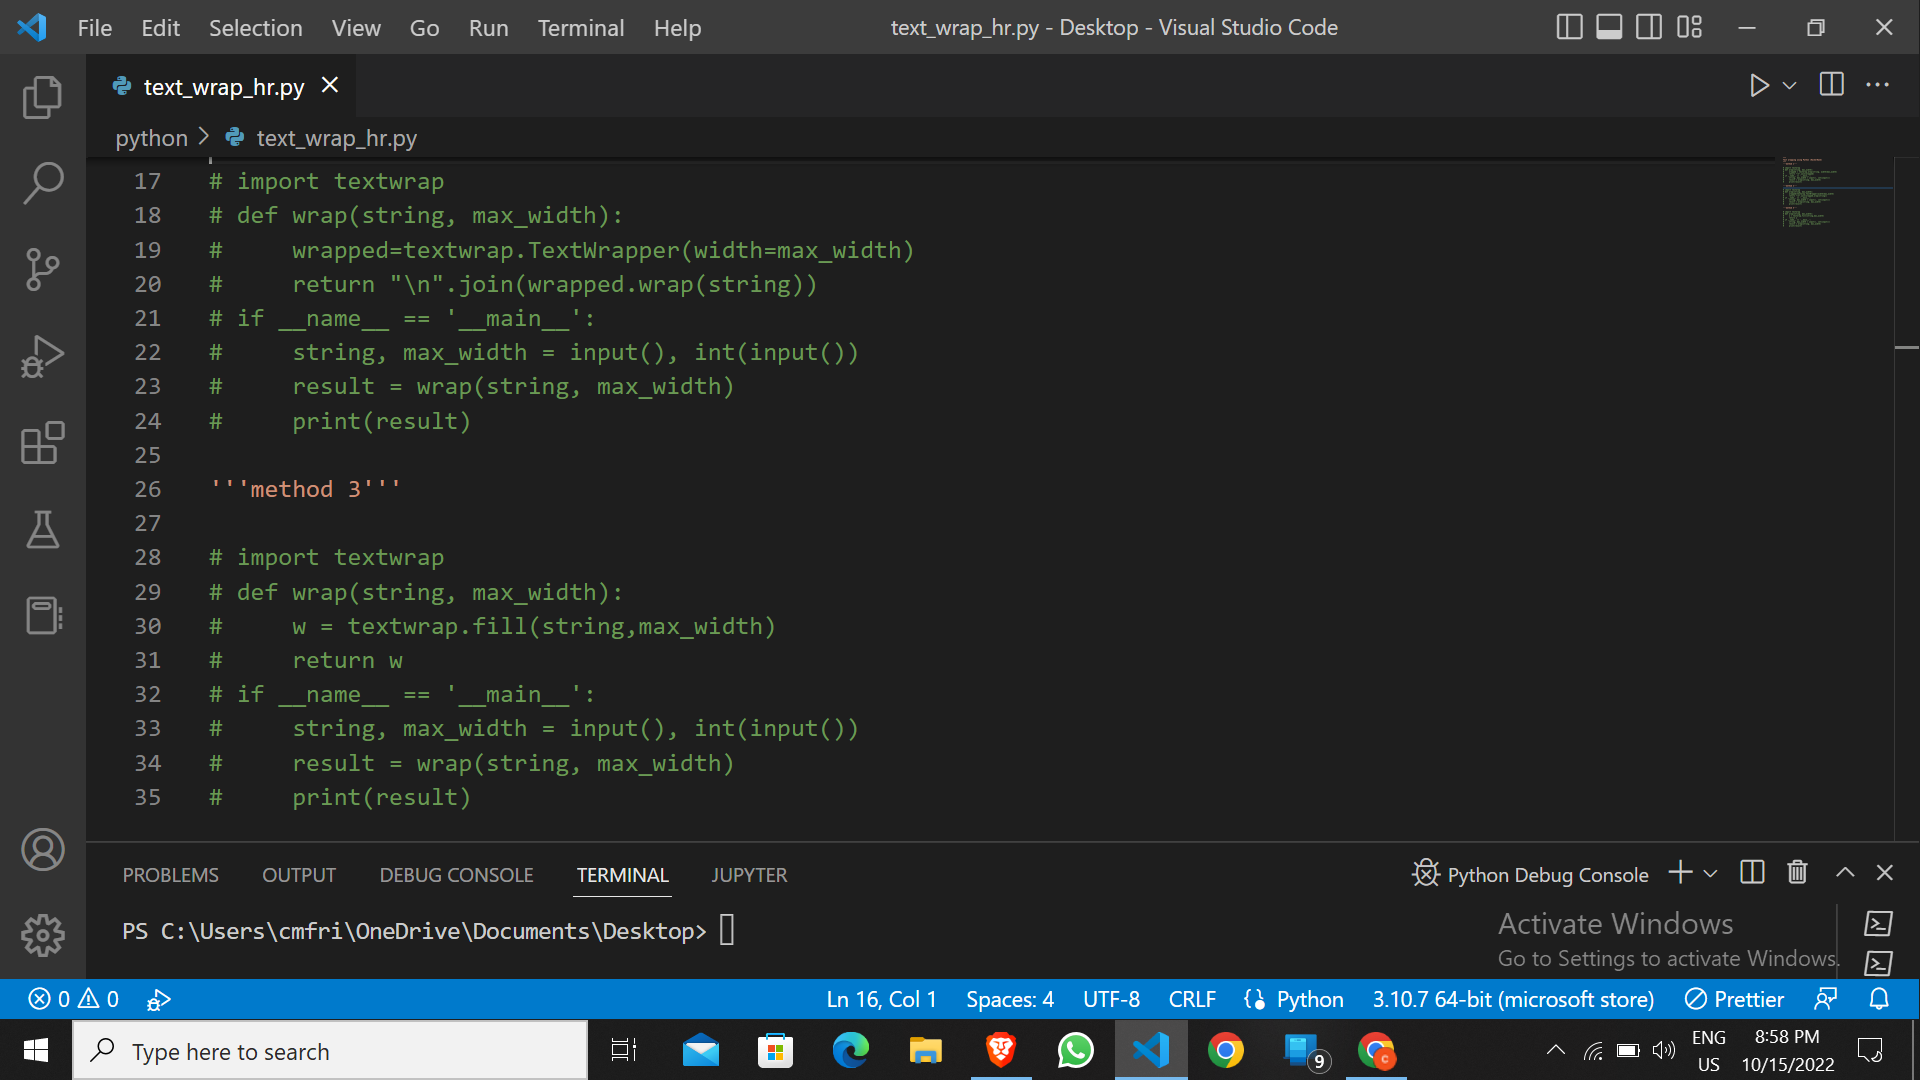 File Edit Selection View Go Run Terminal Help text_wrap_hr.py - Desktop - Visual Studio Code
text_wrap_hr.py
python > text_wrap_hr.py
17 # import textwrap
18 # def wrap(string, max_width):
19 #     wrapped=textwrap.TextWrapper(width=max_width)
20 #     return "\n".join(wrapped.wrap(string))
21 # if __name__ == '__main__':
22 #     string, max_width = input(), int(input())
23 #     result = wrap(string, max_width)
24 #     print(result)
25
26 '''method 3'''
27
28 # import textwrap
29 # def wrap(string, max_width):
30 #     w = textwrap.fill(string,max_width)
31 #     return w
32 # if __name__ == '__main__':
33 #     string, max_width = input(), int(input())
34 #     result = wrap(string, max_width)
35 #     print(result)
PROBLEMS OUTPUT DEBUG CONSOLE TERMINAL JUPYTER Python Debug Console
PS C:\Users\cmfri\OneDrive\Documents\Desktop>
Activate Windows
Go to Settings to activate Windows.
0 0 Ln 16, Col 1 Spaces: 4 UTF-8 CRLF Python 3.10.7 64-bit (microsoft store) Prettier
Type here to search
9
c
ENG
US
8:58 PM
10/15/2022